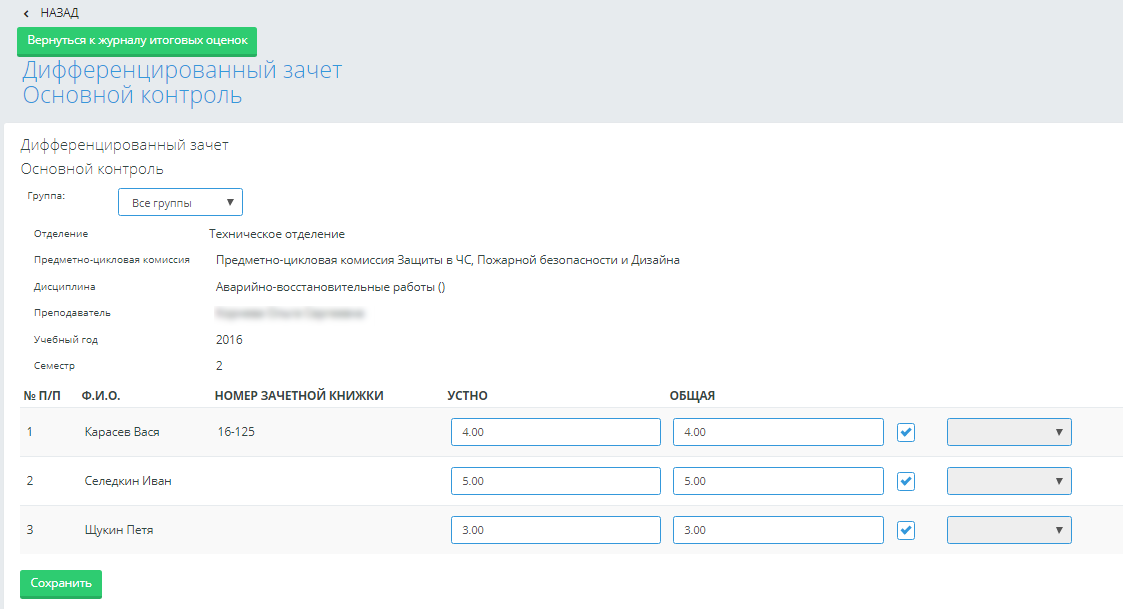 НАЗАД
Вернуться к журналу итоговых оценок
Дифференцированный зачет
Основной контроль
Дифференцированный зачет
Основной контроль
Группа: Все группы
Отделение Техническое отделение
Предметно-цикловая комиссия Предметно-цикловая комиссия Защиты в ЧС, Пожарной безопасности и Дизайна
Дисциплина Аварийно-восстановительные работы ()
Преподаватель
Учебный год 2016
Семестр 2
№ П/П Ф.И.О. НОМЕР ЗАЧЕТНОЙ КНИЖКИ УСТНО ОБЩАЯ
1 Карасев Вася 16-125 4.00 4.00
2 Селедкин Иван 5.00 5.00
3 Щукин Петя 3.00 3.00
Сохранить